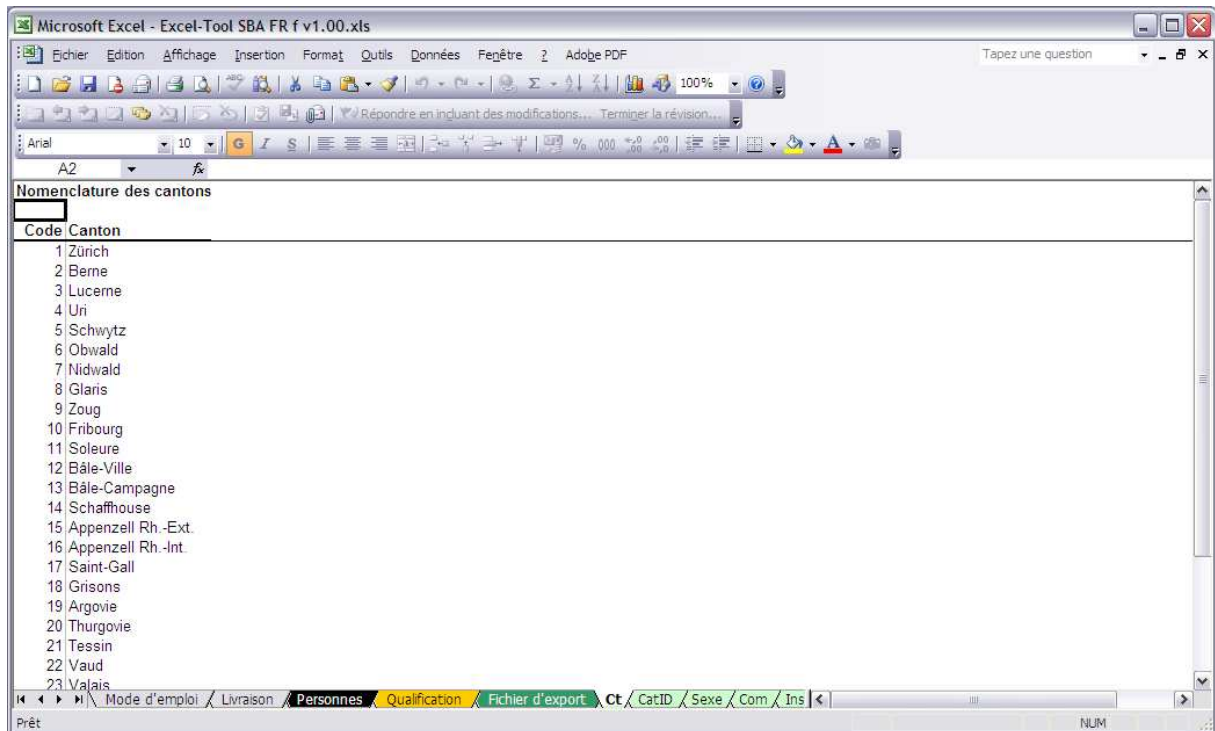 Microsoft Excel - Excel-Tool SBA FR f v1.00.xls
Fichier Edition Affichage Insertion Format Outils Données Fenêtre ? Adobe PDF Tapez une question
100%
Répondre en incluant des modifications... Terminer la révision...
Arial 10 G I S % 000
A2 fx
Nomenclature des cantons
Code Canton
1 Zürich
2 Berne
3 Lucerne
4 Uri
5 Schwytz
6 Obwald
7 Nidwald
8 Glaris
9 Zoug
10 Fribourg
11 Soleure
12 Bâle-Ville
13 Bâle-Campagne
14 Schaffhouse
15 Appenzell Rh.-Ext.
16 Appenzell Rh.-Int.
17 Saint-Gall
18 Grisons
19 Argovie
20 Thurgovie
21 Tessin
22 Vaud
23 Valais
Mode d'emploi Livraison Personnes Qualification Fichier d'export Ct CatID Sexe Com Ins
Prêt NUM